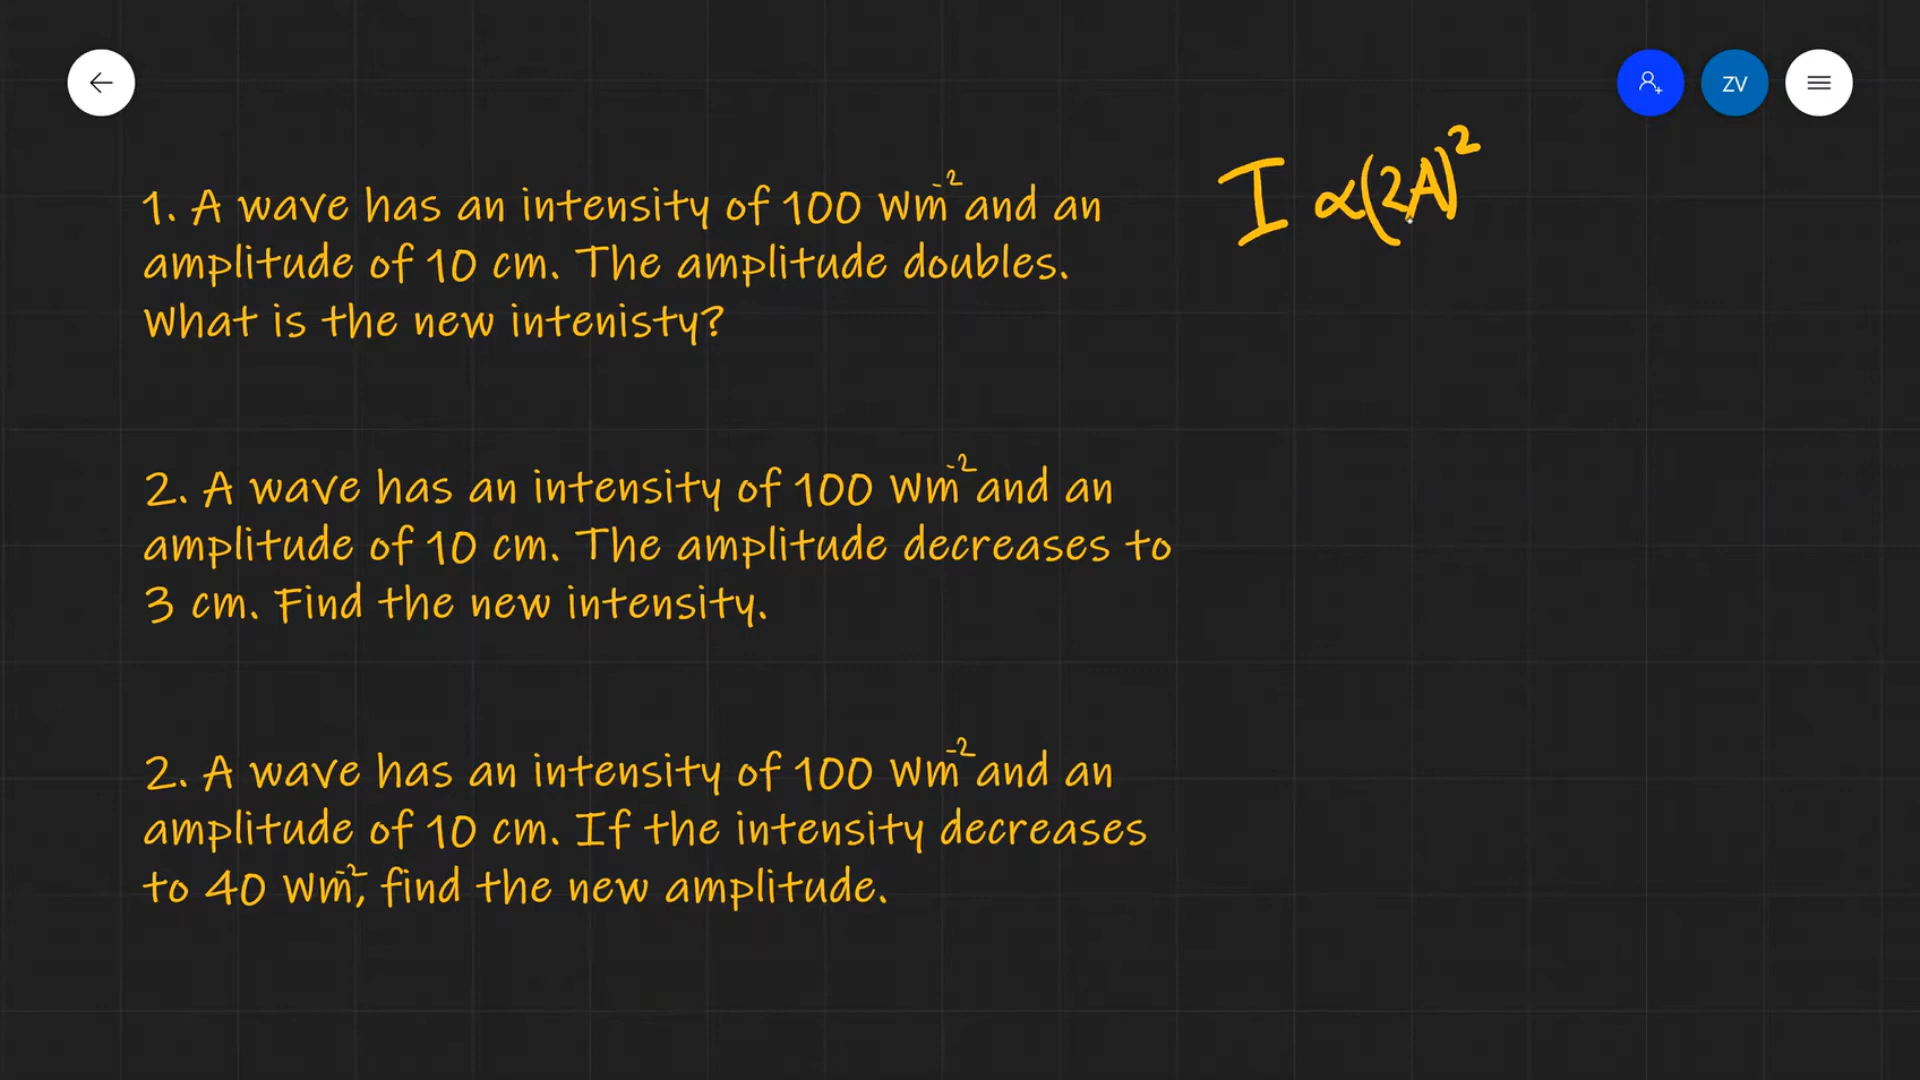 ZV
1. A wave has an intensity of 100 Wm⁻² and an
amplitude of 10 cm. The amplitude doubles.
What is the new intenisty?
I ∝ (2A)²
2. A wave has an intensity of 100 Wm⁻² and an
amplitude of 10 cm. The amplitude decreases to
3 cm. Find the new intensity.
2. A wave has an intensity of 100 Wm⁻² and an
amplitude of 10 cm. If the intensity decreases
to 40 Wm⁻², find the new amplitude.